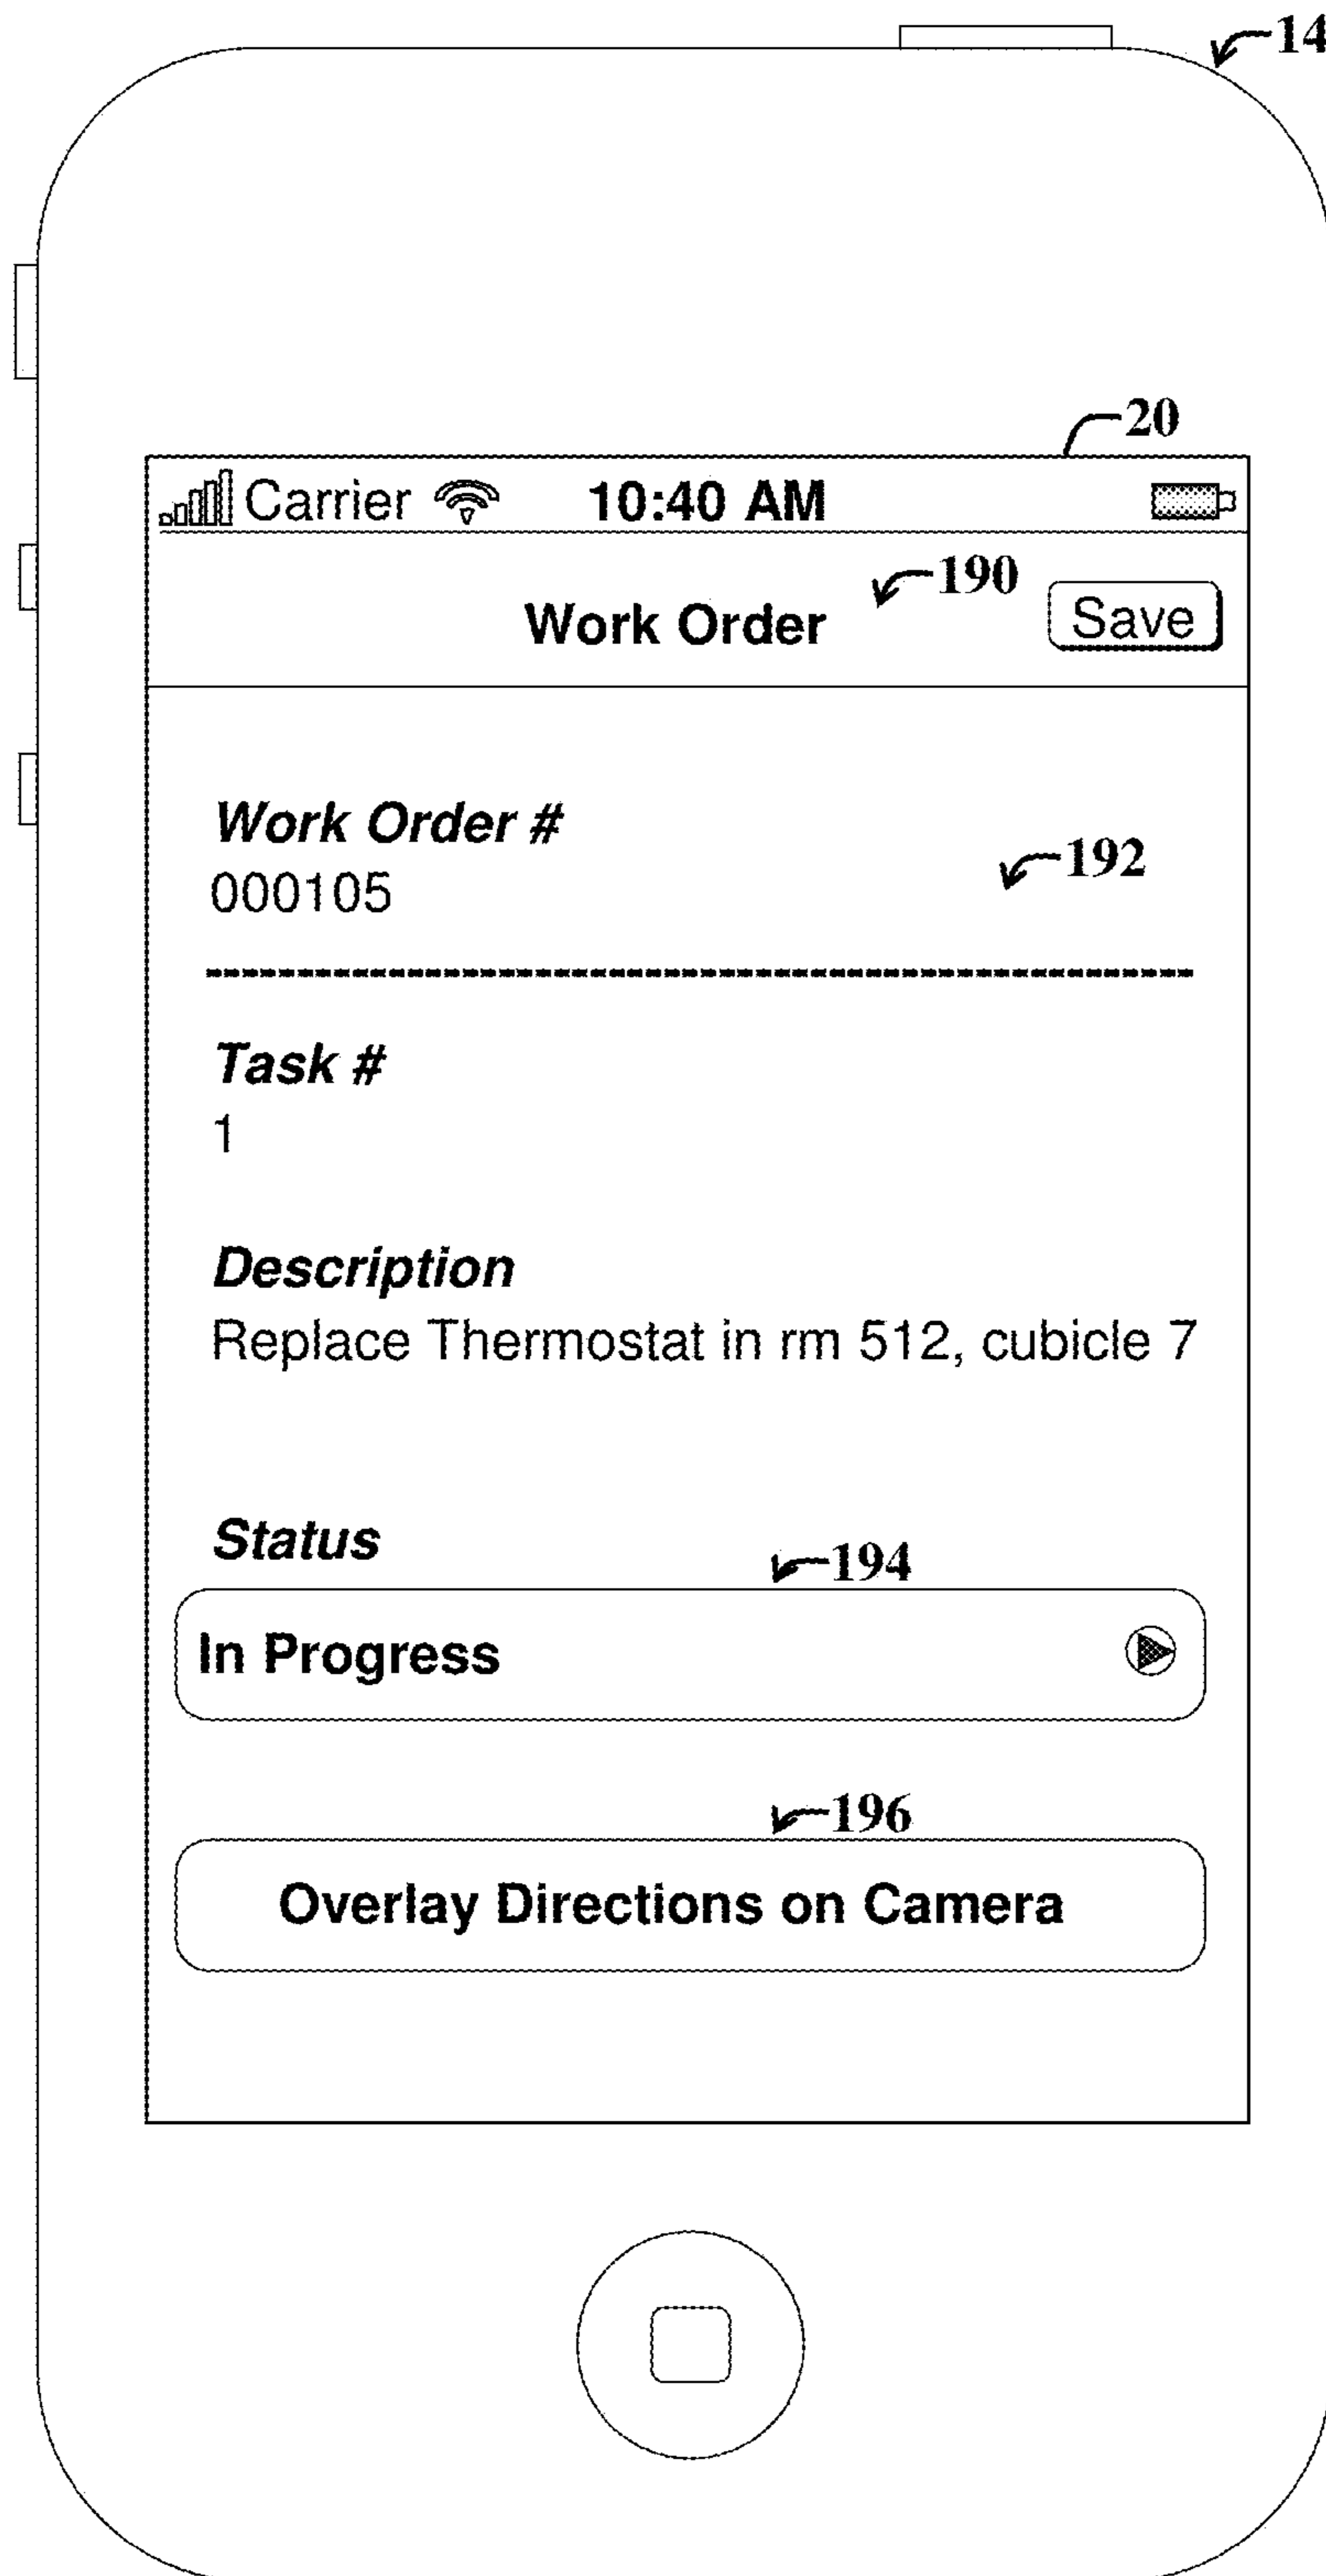 14
20
Carrier 10:40 AM
190
Work Order Save
Work Order #
192
000105
Task #
1
Description
Replace Thermostat in rm 512, cubicle 7
Status
194
In Progress
196
Overlay Directions on Camera